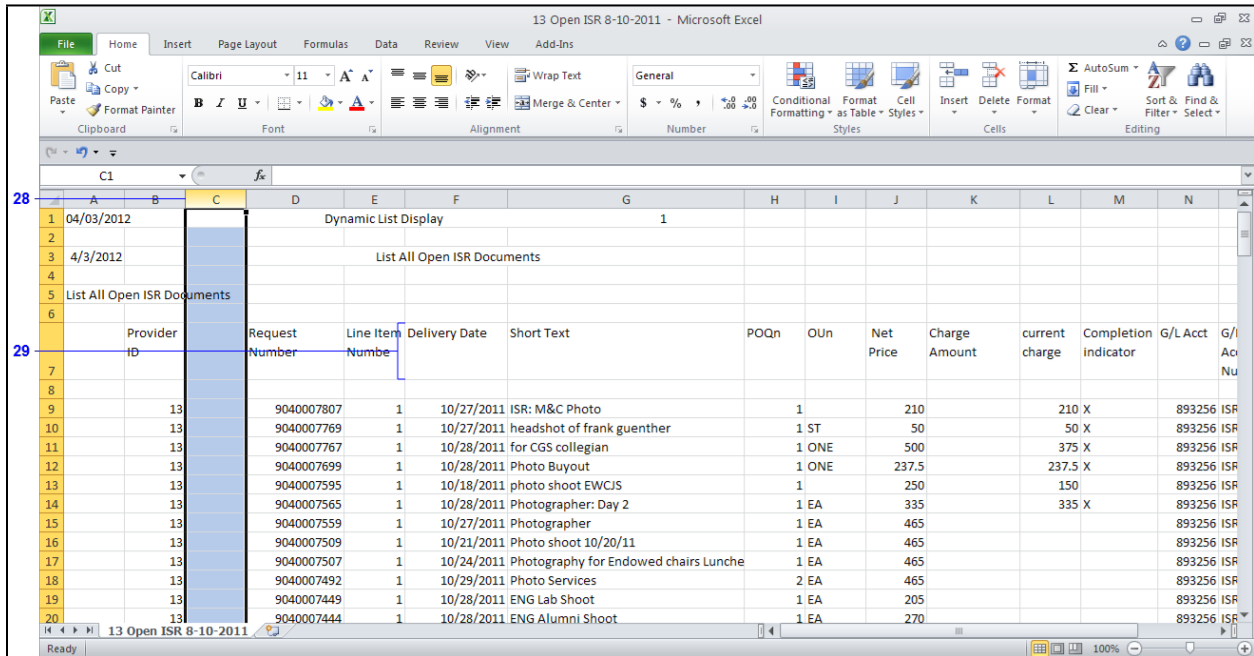 13 Open ISR 8-10-2011 - Microsoft Excel
File Home Insert Page Layout Formulas Data Review View Add-Ins
Paste
Cut
Copy
Format Painter
Clipboard
Calibri 11 A A
B I U A
Font
Wrap Text
Merge & Center
Alignment
General
$ % , .0 .00 .00 .0
Number
Conditional Formatting Format as Table Cell Styles
Styles
Insert Delete Format
Cells
Σ AutoSum
Fill
Clear
Sort & Filter Find & Select
Editing
C1 fx
28
A B C D E F G H I J K L M N
1 04/03/2012 Dynamic List Display 1
2
3 4/3/2012 List All Open ISR Documents
4
5 List All Open ISR Documents
6
29
7 Provider ID Request Number Line Item Numbe Delivery Date Short Text POQn OUn Net Price Charge Amount current charge Completion indicator G/L Acct G/ Ac Nu
8
9 13 9040007807 1 10/27/2011 ISR: M&C Photo 1 210 210 X 893256 ISR
10 13 9040007769 1 10/27/2011 headshot of frank guenther 1 ST 50 50 X 893256 ISR
11 13 9040007767 1 10/28/2011 for CGS collegian 1 ONE 500 375 X 893256 ISR
12 13 9040007699 1 10/28/2011 Photo Buyout 1 ONE 237.5 237.5 X 893256 ISR
13 13 9040007595 1 10/18/2011 photo shoot EWCJS 1 250 150 893256 ISR
14 13 9040007565 1 10/28/2011 Photographer: Day 2 1 EA 335 335 X 893256 ISR
15 13 9040007559 1 10/27/2011 Photographer 1 EA 465 893256 ISR
16 13 9040007509 1 10/21/2011 Photo shoot 10/20/11 1 EA 465 893256 ISR
17 13 9040007507 1 10/24/2011 Photography for Endowed chairs Lunche 1 EA 465 893256 ISR
18 13 9040007492 1 10/29/2011 Photo Services 2 EA 465 893256 ISR
19 13 9040007449 1 10/28/2011 ENG Lab Shoot 1 EA 205 893256 ISR
20 13 9040007444 1 10/28/2011 ENG Alumni Shoot 1 EA 270 893256 ISR
13 Open ISR 8-10-2011
Ready 100%